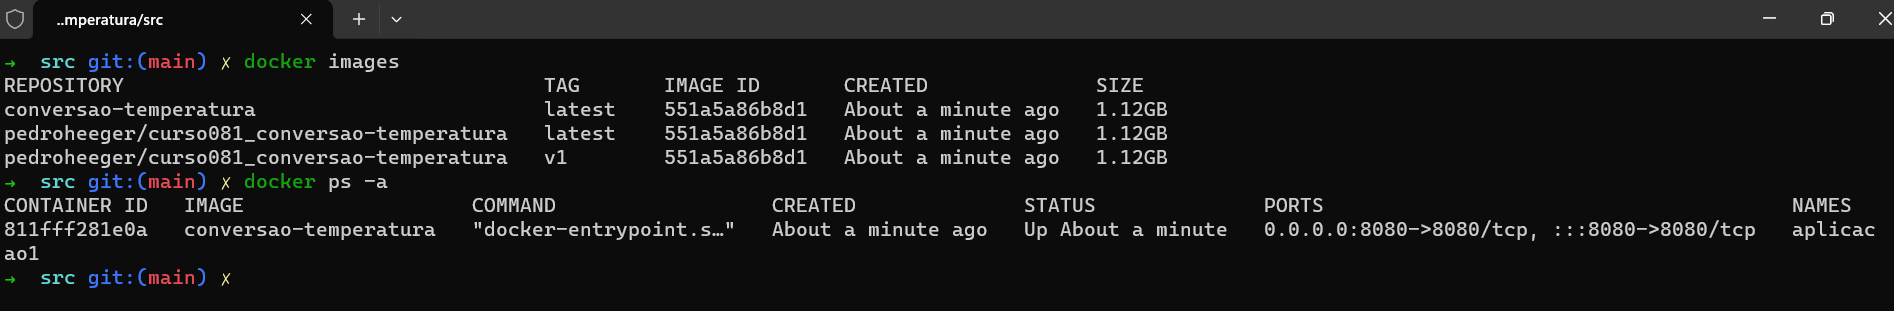 ..mperatura/src
→ src git:(main) ✗ docker images
REPOSITORY TAG IMAGE ID CREATED SIZE
conversao-temperatura latest 551a5a86b8d1 About a minute ago 1.12GB
pedroheeger/curso081_conversao-temperatura latest 551a5a86b8d1 About a minute ago 1.12GB
pedroheeger/curso081_conversao-temperatura v1 551a5a86b8d1 About a minute ago 1.12GB
→ src git:(main) ✗ docker ps -a
CONTAINER ID IMAGE COMMAND CREATED STATUS PORTS NAMES
811fff281e0a conversao-temperatura "docker-entrypoint.s…" About a minute ago Up About a minute 0.0.0.0:8080->8080/tcp, :::8080->8080/tcp aplicac
ao1
→ src git:(main) ✗